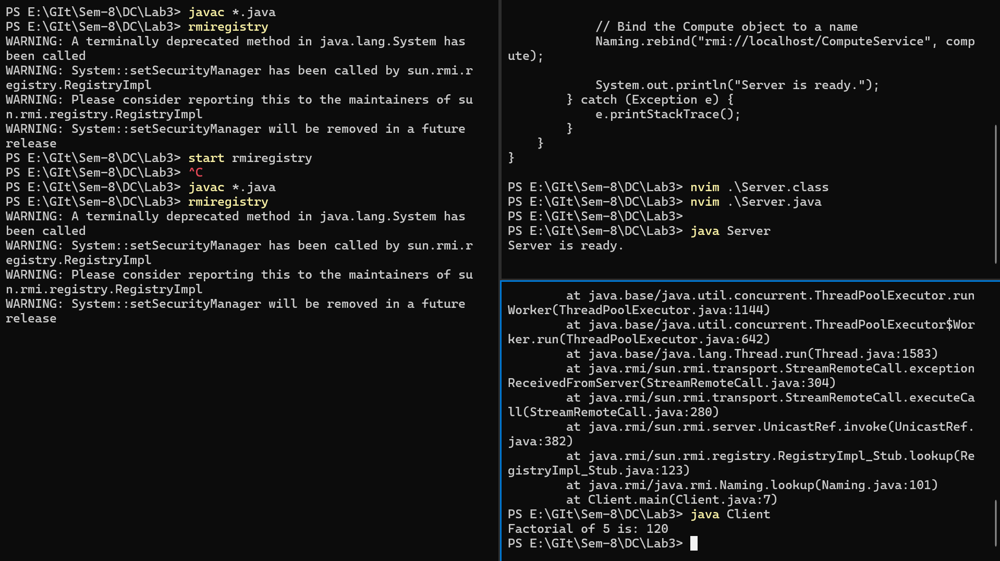 PS E:\GIt\Sem-8\DC\Lab3> javac *.java
PS E:\GIt\Sem-8\DC\Lab3> rmiregistry
WARNING: A terminally deprecated method in java.lang.System has
been called
WARNING: System::setSecurityManager has been called by sun.rmi.r
egistry.RegistryImpl
WARNING: Please consider reporting this to the maintainers of su
n.rmi.registry.RegistryImpl
WARNING: System::setSecurityManager will be removed in a future
release
PS E:\GIt\Sem-8\DC\Lab3> start rmiregistry
PS E:\GIt\Sem-8\DC\Lab3> ^C
PS E:\GIt\Sem-8\DC\Lab3> javac *.java
PS E:\GIt\Sem-8\DC\Lab3> rmiregistry
WARNING: A terminally deprecated method in java.lang.System has
been called
WARNING: System::setSecurityManager has been called by sun.rmi.r
egistry.RegistryImpl
WARNING: Please consider reporting this to the maintainers of su
n.rmi.registry.RegistryImpl
WARNING: System::setSecurityManager will be removed in a future
release
            // Bind the Compute object to a name
            Naming.rebind("rmi://localhost/ComputeService", comp
ute);
            System.out.println("Server is ready.");
        } catch (Exception e) {
            e.printStackTrace();
        }
    }
}
PS E:\GIt\Sem-8\DC\Lab3> nvim .\Server.class
PS E:\GIt\Sem-8\DC\Lab3> nvim .\Server.java
PS E:\GIt\Sem-8\DC\Lab3>
PS E:\GIt\Sem-8\DC\Lab3> java Server
Server is ready.
        at java.base/java.util.concurrent.ThreadPoolExecutor.run
Worker(ThreadPoolExecutor.java:1144)
        at java.base/java.util.concurrent.ThreadPoolExecutor$Wor
ker.run(ThreadPoolExecutor.java:642)
        at java.base/java.lang.Thread.run(Thread.java:1583)
        at java.rmi/sun.rmi.transport.StreamRemoteCall.exception
ReceivedFromServer(StreamRemoteCall.java:304)
        at java.rmi/sun.rmi.transport.StreamRemoteCall.executeCa
ll(StreamRemoteCall.java:280)
        at java.rmi/sun.rmi.server.UnicastRef.invoke(UnicastRef.
java:382)
        at java.rmi/sun.rmi.registry.RegistryImpl_Stub.lookup(Re
gistryImpl_Stub.java:123)
        at java.rmi/java.rmi.Naming.lookup(Naming.java:101)
        at Client.main(Client.java:7)
PS E:\GIt\Sem-8\DC\Lab3> java Client
Factorial of 5 is: 120
PS E:\GIt\Sem-8\DC\Lab3>